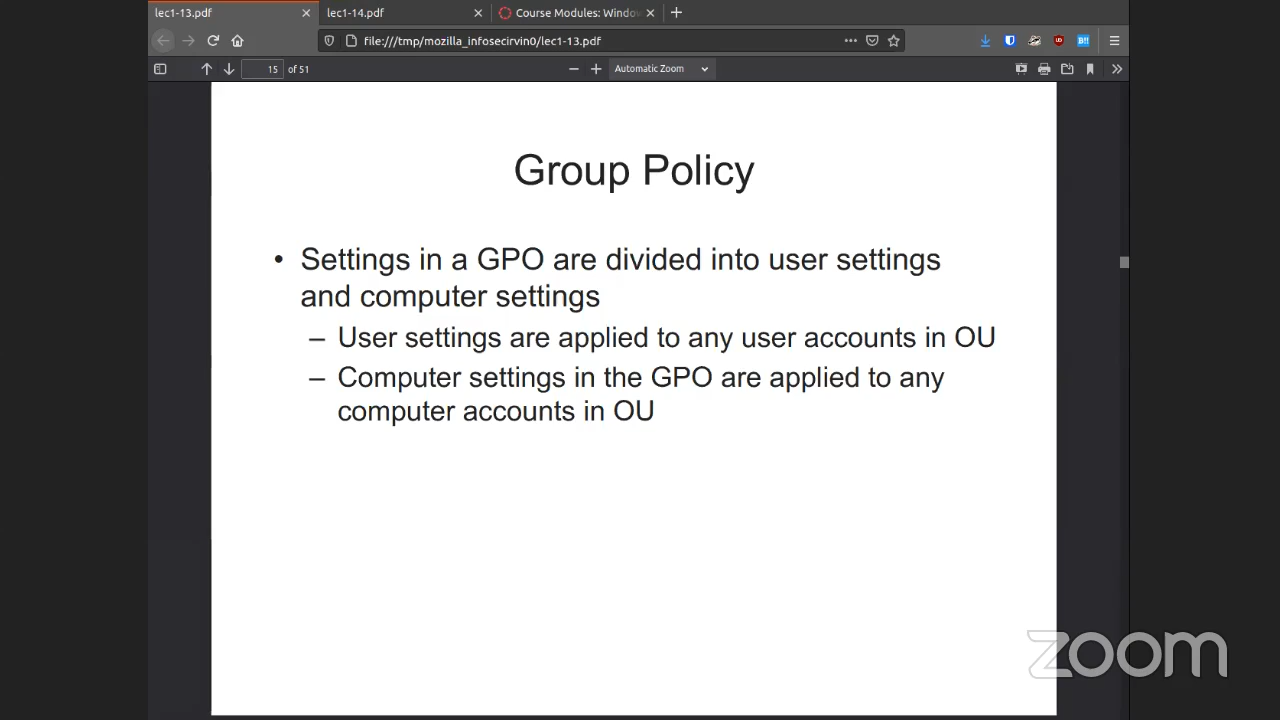 lec1-13.pdf
lec1-14.pdf
Course Modules: Windo
file:///tmp/mozilla_infosecirvin0/lec1-13.pdf
15 of 51
Automatic Zoom
Group Policy
• Settings in a GPO are divided into user settings
and computer settings
– User settings are applied to any user accounts in OU
– Computer settings in the GPO are applied to any
computer accounts in OU
zoom